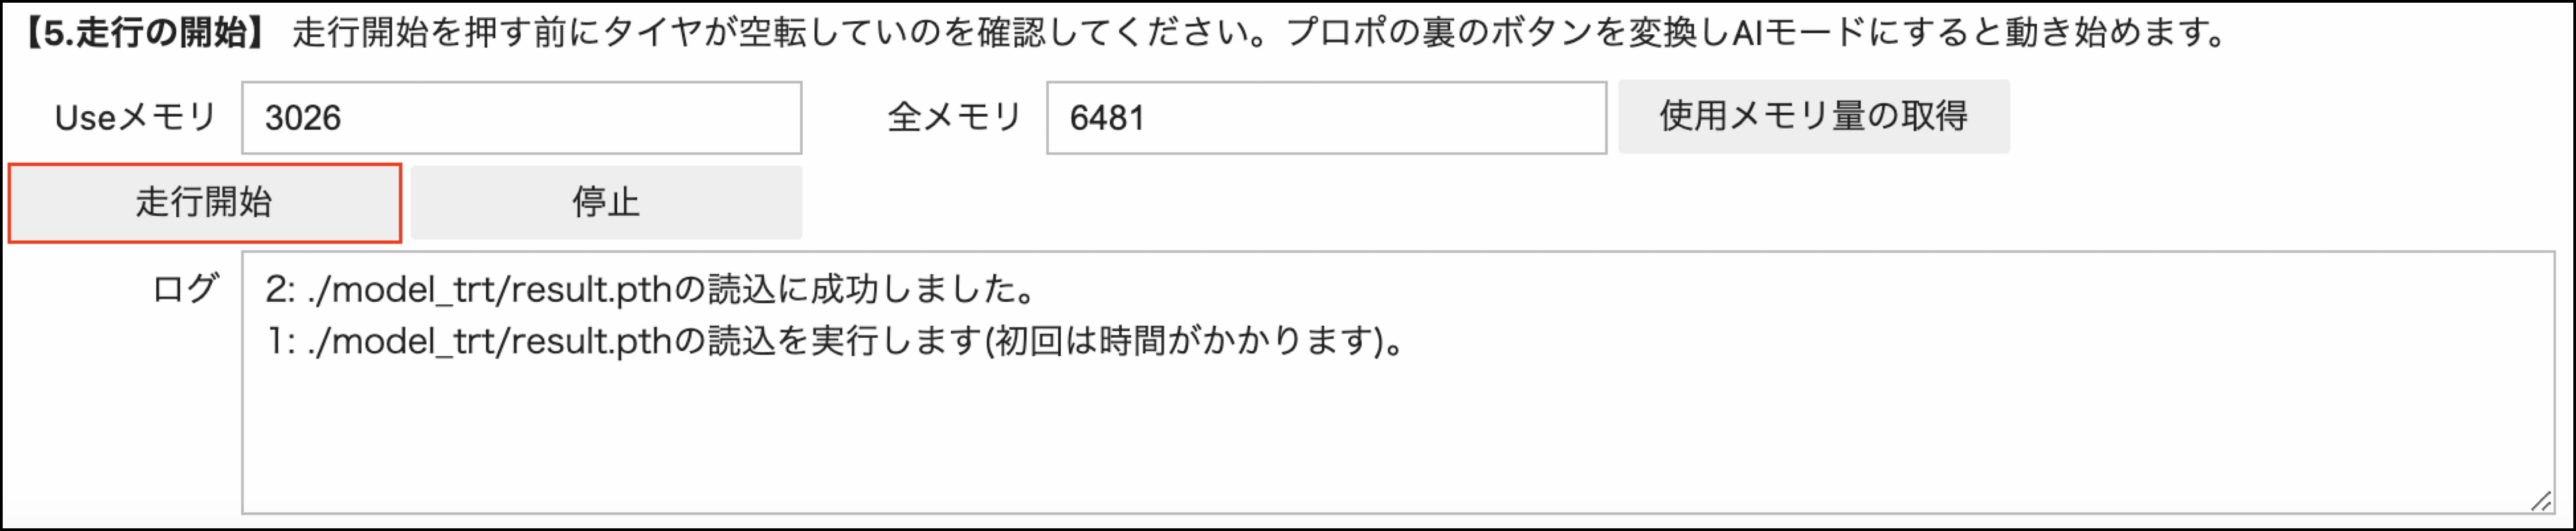 【5.走行の開始】 走行開始を押す前にタイヤが空転していのを確認してください。プロポの裏のボタンを変換しAIモードにすると動き始めます。
Useメモリ 3026 全メモリ 6481 使用メモリ量の取得
走行開始 停止
ログ 2: ./model_trt/result.pthの読込に成功しました。
1: ./model_trt/result.pthの読込を実行します(初回は時間がかかります)。